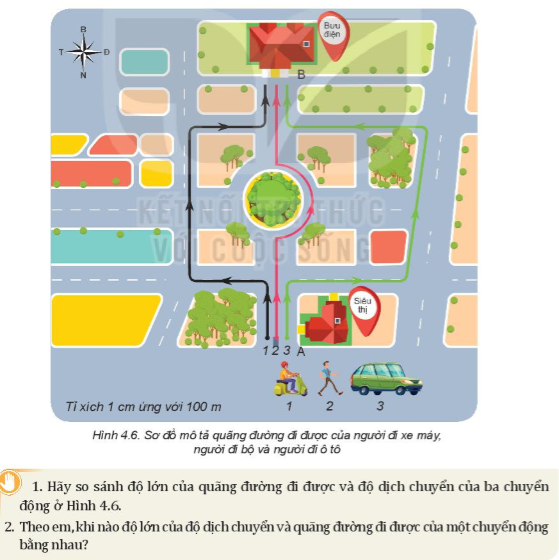 Bưu
điện
B
T Đ
N
B
KẾT NỐI TRI THỨC
VỚI CUỘC SỐNG
Siêu
thị
1 2 3 A
1 2 3
Tỉ xích 1 cm ứng với 100 m
Hình 4.6. Sơ đồ mô tả quãng đường đi được của người đi xe máy,
người đi bộ và người đi ô tô
1. Hãy so sánh độ lớn của quãng đường đi được và độ dịch chuyển của ba chuyển
động ở Hình 4.6.
2. Theo em, khi nào độ lớn của độ dịch chuyển và quãng đường đi được của một chuyển động
bằng nhau?